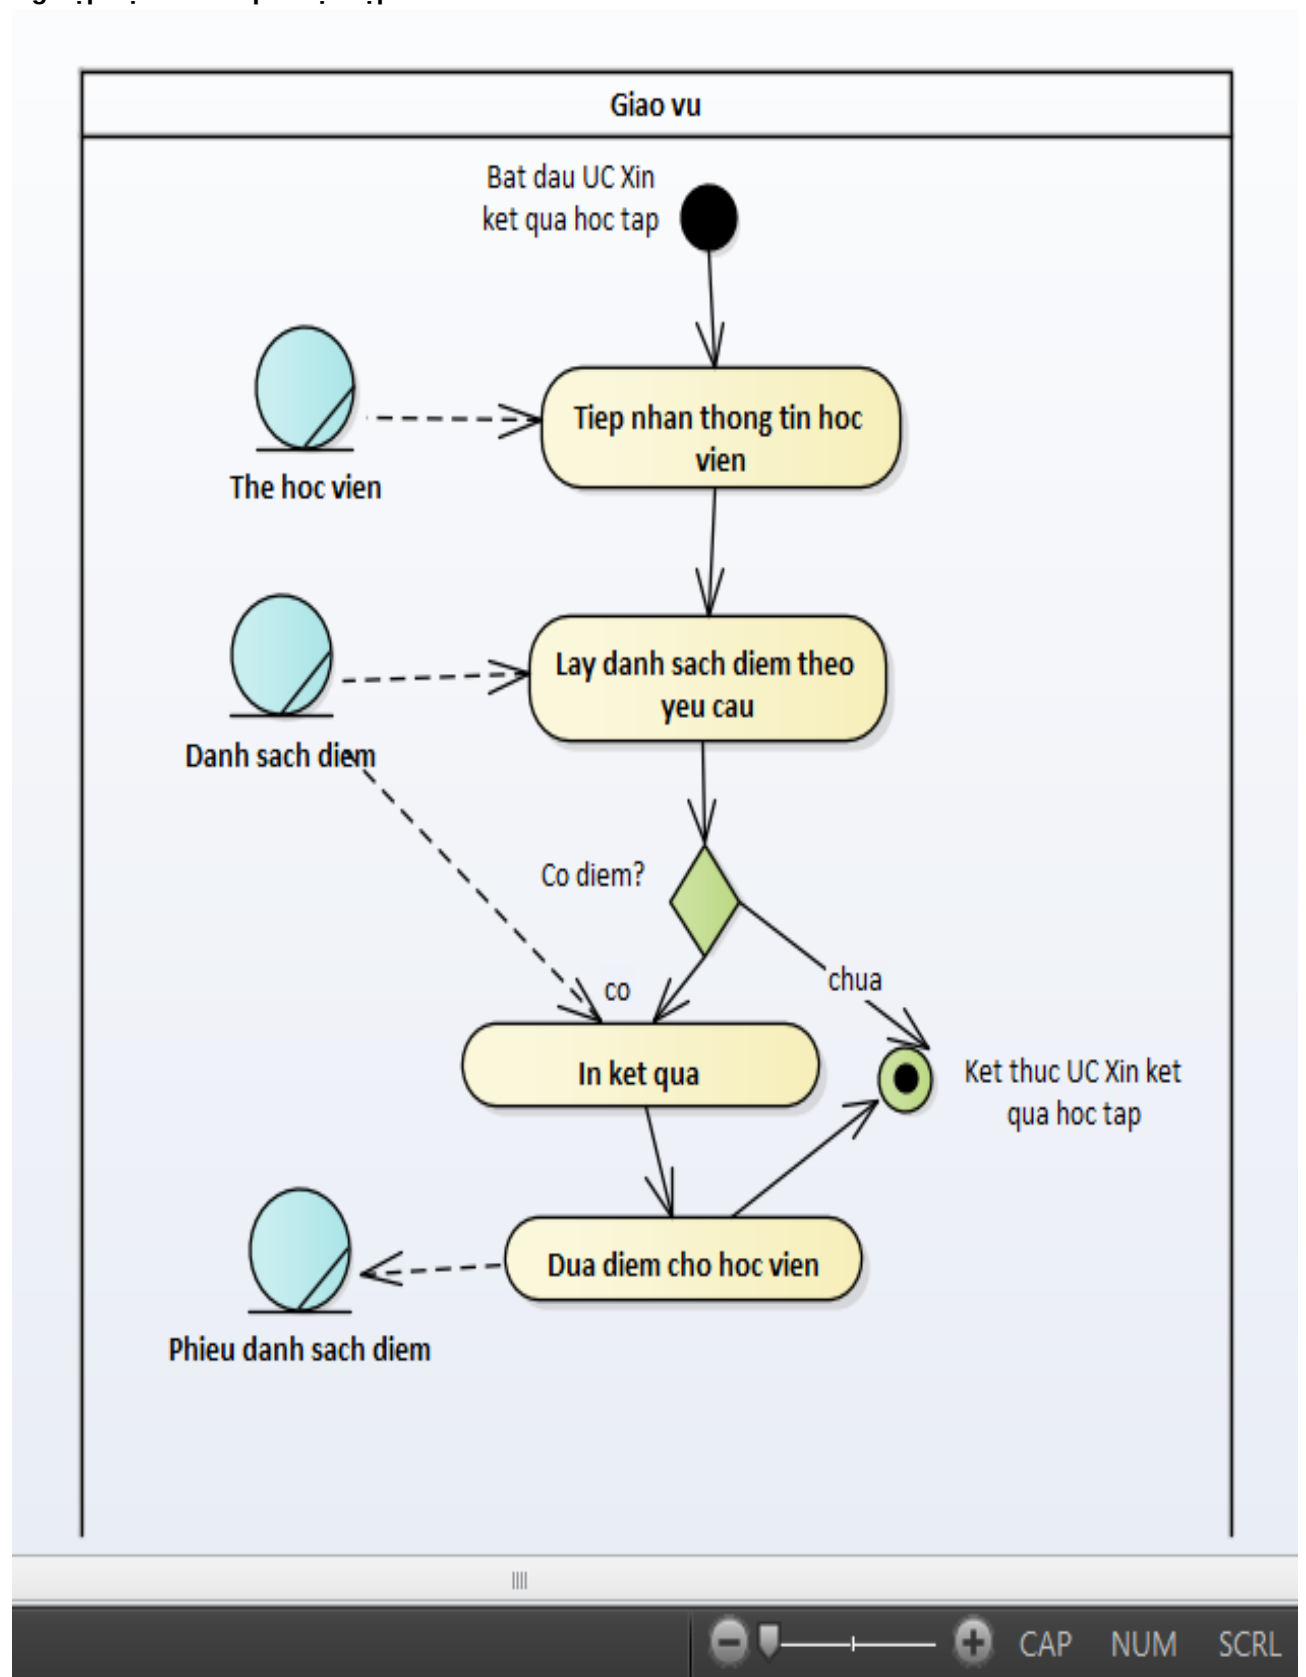 Giao vu
Bat dau UC Xin
ket qua hoc tap
Tiep nhan thong tin hoc
vien
The hoc vien
Lay danh sach diem theo
yeu cau
Danh sach diem
Co diem?
co
chua
In ket qua
Ket thuc UC Xin ket
qua hoc tap
Dua diem cho hoc vien
Phieu danh sach diem
CAP NUM SCRL